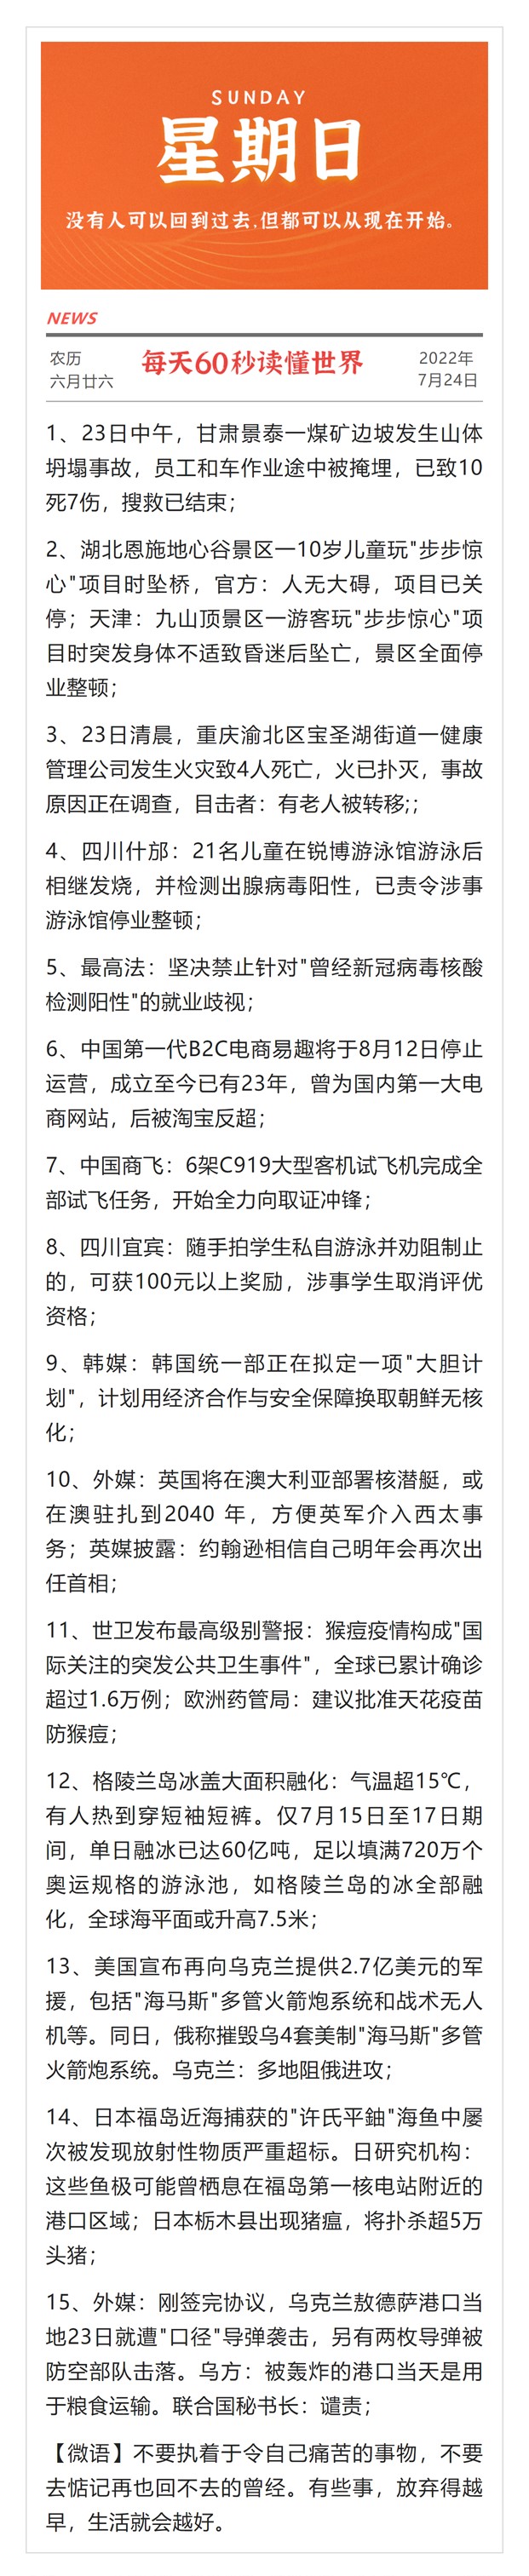 SUNDAY
星期日
没有人可以回到过去,但都可以从现在开始。
NEWS
农历
六月廿六
每天60秒读懂世界
2022年
7月24日
1、23日中午，甘肃景泰一煤矿边坡发生山体
坍塌事故，员工和车作业途中被掩埋，已致10
死7伤，搜救已结束；
2、湖北恩施地心谷景区一10岁儿童玩"步步惊
心"项目时坠桥，官方：人无大碍，项目已关
停；天津：九山顶景区一游客玩"步步惊心"项
目时突发身体不适致昏迷后坠亡，景区全面停
业整顿；
3、23日清晨，重庆渝北区宝圣湖街道一健康
管理公司发生火灾致4人死亡，火已扑灭，事故
原因正在调查，目击者：有老人被转移;；
4、四川什邡：21名儿童在锐博游泳馆游泳后
相继发烧，并检测出腺病毒阳性，已责令涉事
游泳馆停业整顿；
5、最高法：坚决禁止针对"曾经新冠病毒核酸
检测阳性"的就业歧视；
6、中国第一代B2C电商易趣将于8月12日停止
运营，成立至今已有23年，曾为国内第一大电
商网站，后被淘宝反超；
7、中国商飞：6架C919大型客机试飞机完成全
部试飞任务，开始全力向取证冲锋；
8、四川宜宾：随手拍学生私自游泳并劝阻制止
的，可获100元以上奖励，涉事学生取消评优
资格；
9、韩媒：韩国统一部正在拟定一项"大胆计
划"，计划用经济合作与安全保障换取朝鲜无核
化；
10、外媒：英国将在澳大利亚部署核潜艇，或
在澳驻扎到2040 年，方便英军介入西太事
务；英媒披露：约翰逊相信自己明年会再次出
任首相；
11、世卫发布最高级别警报：猴痘疫情构成"国
际关注的突发公共卫生事件"，全球已累计确诊
超过1.6万例；欧洲药管局：建议批准天花疫苗
防猴痘；
12、格陵兰岛冰盖大面积融化：气温超15℃，
有人热到穿短袖短裤。仅7月15日至17日期
间，单日融冰已达60亿吨，足以填满720万个
奥运规格的游泳池，如格陵兰岛的冰全部融
化，全球海平面或升高7.5米；
13、美国宣布再向乌克兰提供2.7亿美元的军
援，包括"海马斯"多管火箭炮系统和战术无人
机等。同日，俄称摧毁乌4套美制"海马斯"多管
火箭炮系统。乌克兰：多地阻俄进攻；
14、日本福岛近海捕获的"许氏平鲉"海鱼中屡
次被发现放射性物质严重超标。日研究机构：
这些鱼极可能曾栖息在福岛第一核电站附近的
港口区域；日本栃木县出现猪瘟，将扑杀超5万
头猪；
15、外媒：刚签完协议，乌克兰敖德萨港口当
地23日就遭"口径"导弹袭击，另有两枚导弹被
防空部队击落。乌方：被轰炸的港口当天是用
于粮食运输。联合国秘书长：谴责；
【微语】不要执着于令自己痛苦的事物，不要
去惦记再也回不去的曾经。有些事，放弃得越
早，生活就会越好。